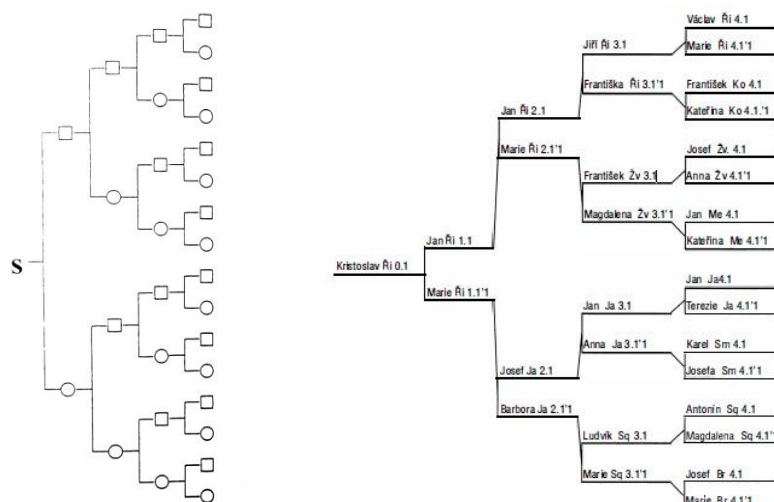 S
Václav Ři 4.1
Jiří Ři 3.1
Marie Ři 4.1'1
Františka Ři 3.1'1
František Ko 4.1
Jan Ři 2.1
Kateřina Ko 4.1.'1
Marie Ři 2.1'1
Josef Žv. 4.1
František Žv 3.1
Anna Žv 4.1'1
Magdalena Žv 3.1'1
Jan Me 4.1
Jan Ři 1.1
Kateřina Me 4.1'1
Kristoslav Ři 0.1
Marie Ři 1.1'1
Jan Ja4.1
Jan Ja 3.1
Terezie Ja 4.1'1
Anna Ja 3.1'1
Karel Sm 4.1
Josef Ja 2.1
Josefa Sm 4.1'1
Barbora Ja 2.1'1
Antonín Sq 4.1
Ludvík Sq 3.1
Magdalena Sq 4.1'1
Marie Sq 3.1'1
Josef Br 4.1
Marie Br 4.1'1